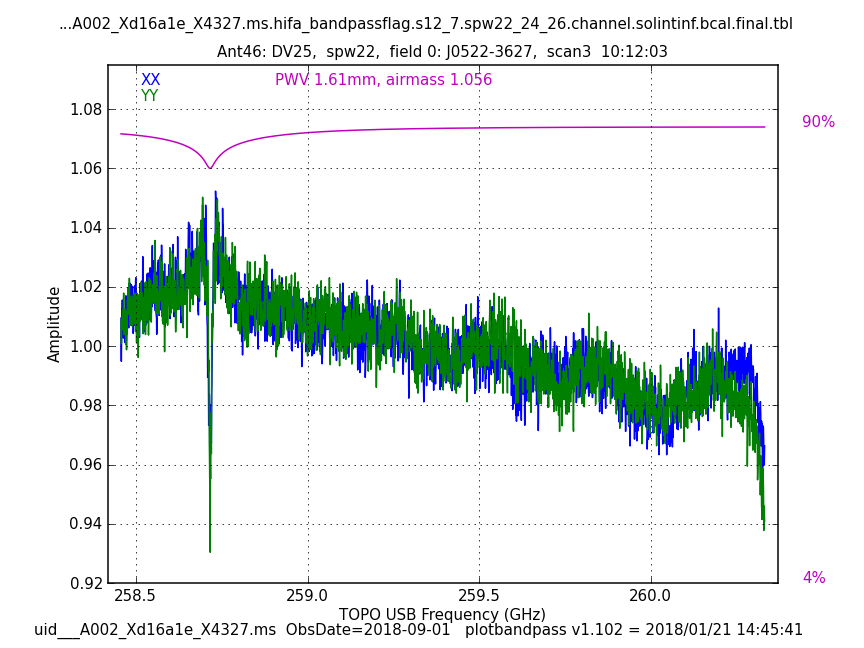 ...A002_Xd16a1e_X4327.ms.hifa_bandpassflag.s12_7.spw22_24_26.channel.solintinf.bcal.final.tbl
Ant46: DV25,  spw22,  field 0: J0522-3627,  scan3  10:12:03
XX
YY
PWV 1.61mm, airmass 1.056
90%
4%
1.08
1.06
1.04
1.02
1.00
0.98
0.96
0.94
0.92
Amplitude
258.5 259.0 259.5 260.0
TOPO USB Frequency (GHz)
uid___A002_Xd16a1e_X4327.ms  ObsDate=2018-09-01   plotbandpass v1.102 = 2018/01/21 14:45:41